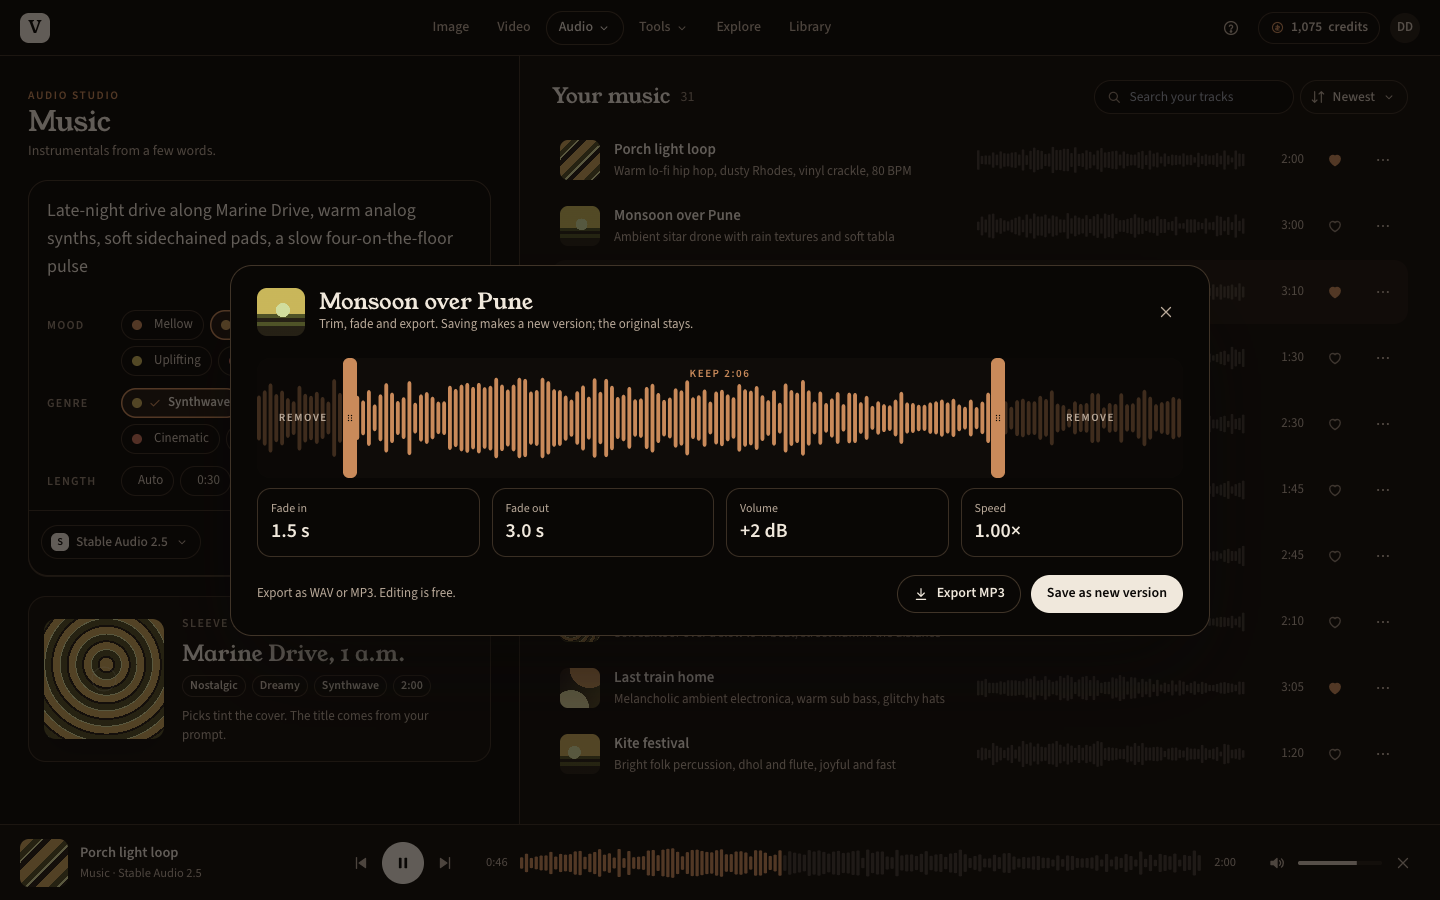 V
Image
Video
Audio
Tools
Explore
Library
1,075 credits
DD
AUDIO STUDIO
Music
Instrumentals from a few words.
Late-night drive along Marine Drive, warm analog
synths, soft sidechained pads, a slow four-on-the-floor
pulse
MOOD
Mellow
Uplifting
GENRE
Synthwave
Cinematic
LENGTH
Auto
0:30
S
Stable Audio 2.5
SLEEVE
Marine Drive, 1 a.m.
Nostalgic
Dreamy
Synthwave
2:00
Picks tint the cover. The title comes from your
prompt.
Your music 31
Search your tracks
Newest
Porch light loop
Warm lo-fi hip hop, dusty Rhodes, vinyl crackle, 80 BPM
2:00
Monsoon over Pune
Ambient sitar drone with rain textures and soft tabla
3:00
3:10
1:30
2:30
1:45
2:45
2:10
Last train home
Melancholic ambient electronica, warm sub bass, glitchy hats
3:05
Kite festival
Bright folk percussion, dhol and flute, joyful and fast
1:20
Monsoon over Pune
Trim, fade and export. Saving makes a new version; the original stays.
KEEP 2:06
REMOVE
REMOVE
Fade in
1.5 s
Fade out
3.0 s
Volume
+2 dB
Speed
1.00×
Export as WAV or MP3. Editing is free.
Export MP3
Save as new version
Porch light loop
Music · Stable Audio 2.5
0:46
2:00